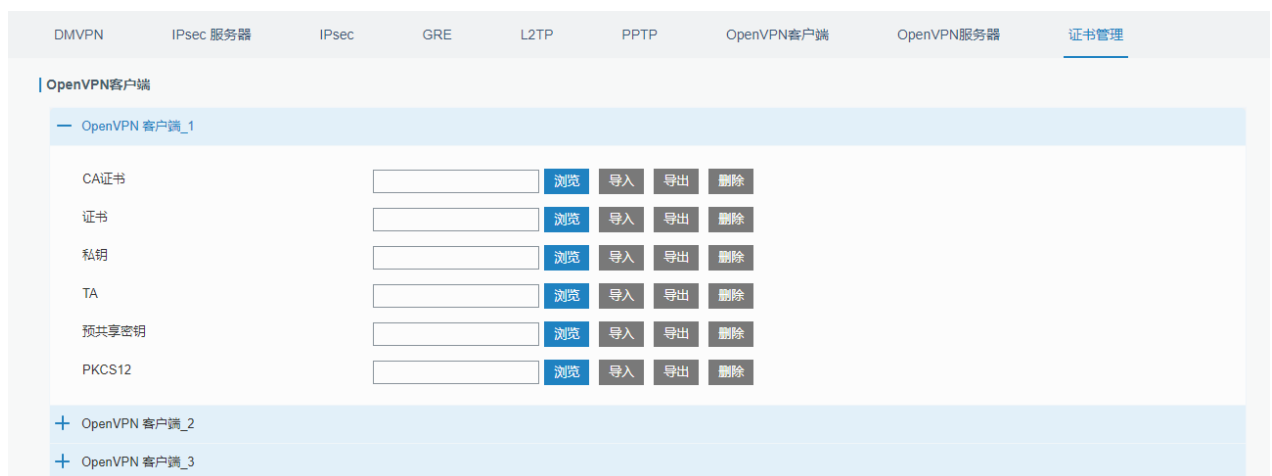 DMVPN IPsec 服务器 IPsec GRE L2TP PPTP OpenVPN客户端 OpenVPN服务器 证书管理
OpenVPN客户端
OpenVPN 客户端_1
CA证书 浏览 导入 导出 删除
证书 浏览 导入 导出 删除
私钥 浏览 导入 导出 删除
TA 浏览 导入 导出 删除
预共享密钥 浏览 导入 导出 删除
PKCS12 浏览 导入 导出 删除
OpenVPN 客户端_2
OpenVPN 客户端_3